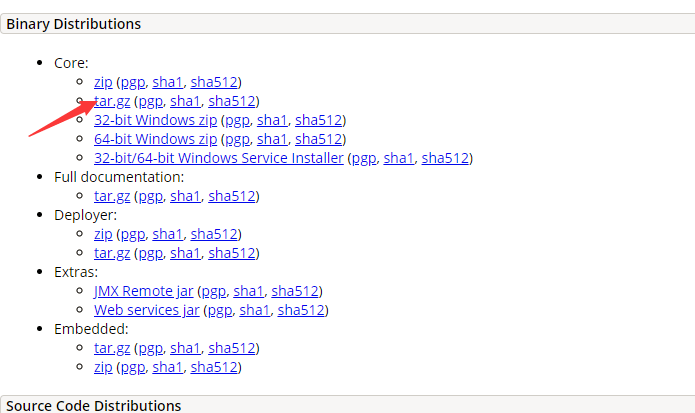 Binary Distributions
Core:
zip (pgp, sha1, sha512)
tar.gz (pgp, sha1, sha512)
32-bit Windows zip (pgp, sha1, sha512)
64-bit Windows zip (pgp, sha1, sha512)
32-bit/64-bit Windows Service Installer (pgp, sha1, sha512)
Full documentation:
tar.gz (pgp, sha1, sha512)
Deployer:
zip (pgp, sha1, sha512)
tar.gz (pgp, sha1, sha512)
Extras:
JMX Remote jar (pgp, sha1, sha512)
Web services jar (pgp, sha1, sha512)
Embedded:
tar.gz (pgp, sha1, sha512)
zip (pgp, sha1, sha512)
Source Code Distributions